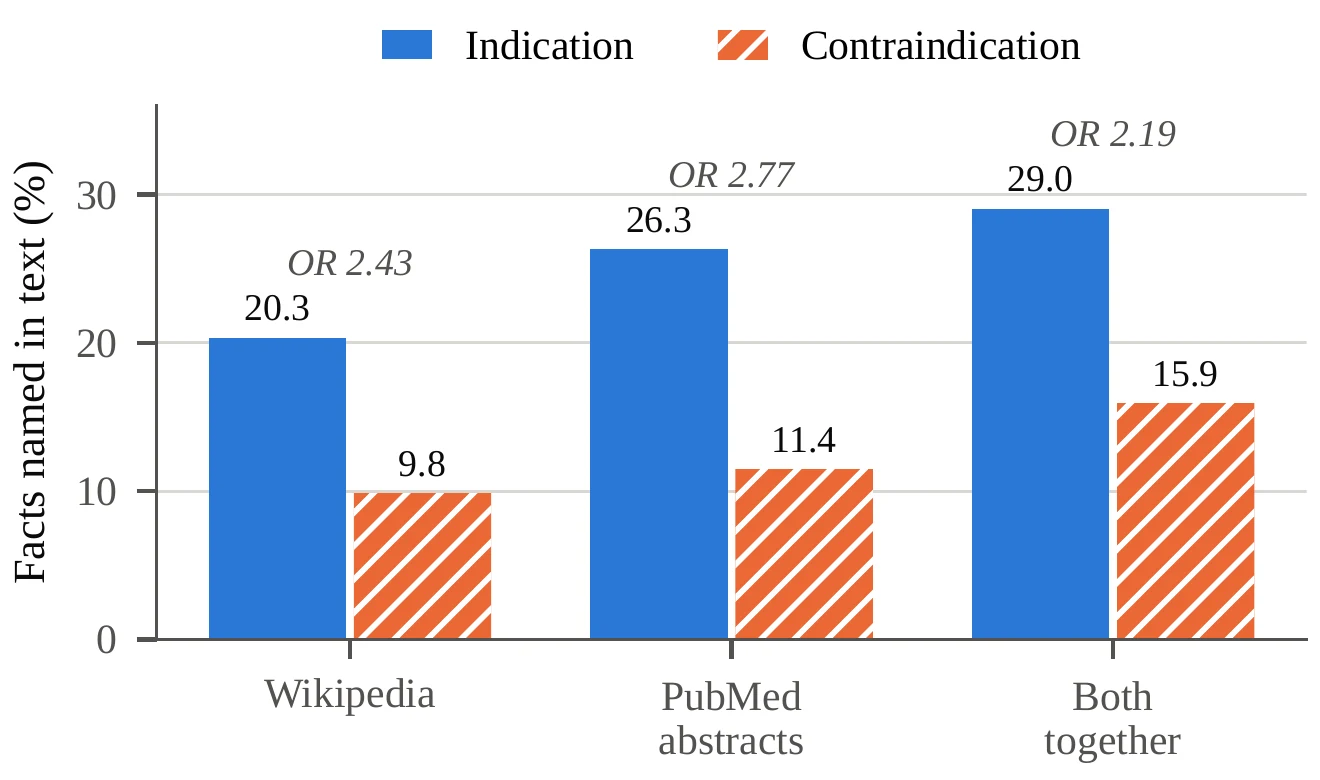 Indication
Contraindication
Facts named in text (%)
30
20
10
0
OR 2.43
20.3
9.8
OR 2.77
26.3
11.4
OR 2.19
29.0
15.9
Wikipedia
PubMed
abstracts
Both
together